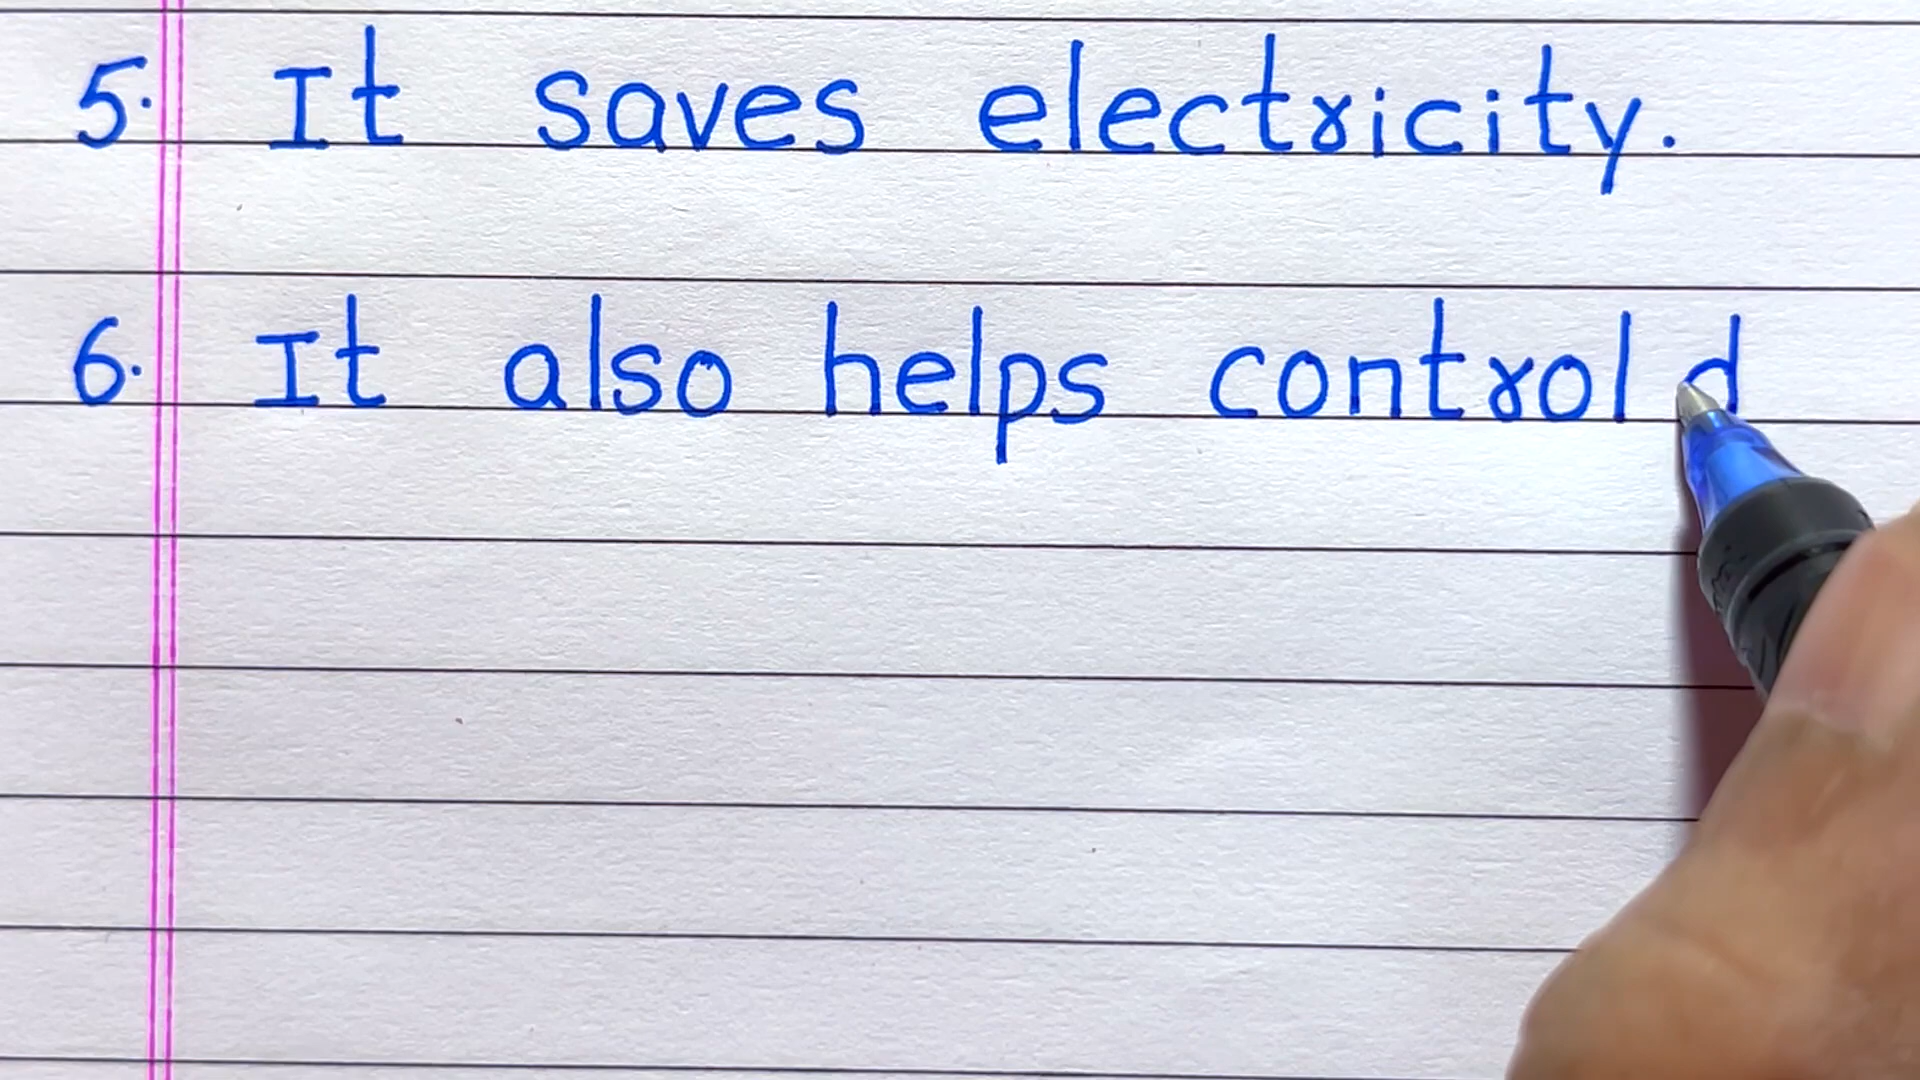 5. It saves electricity.
6. It also helps control d